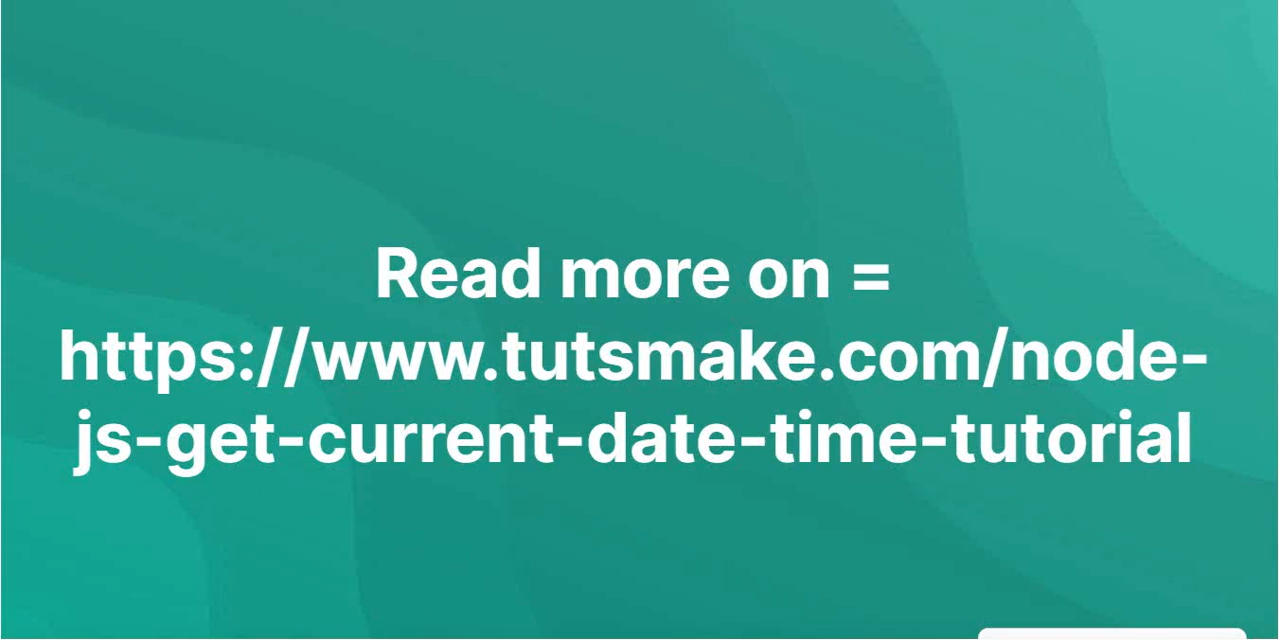 Read more on =
https://www.tutsmake.com/node-
js-get-current-date-time-tutorial